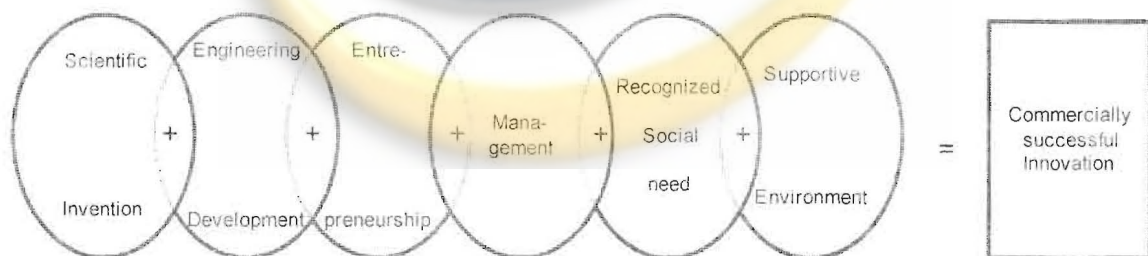 Scientific
Invention
+
Engineering
Development
+
Entre-
preneurship
+
Mana-
gement
+
Recognized
Social
need
+
Supportive
Environment
=
Commercially
successful
Innovation